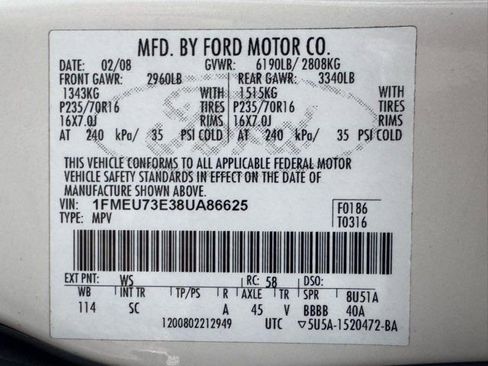 MFD. BY FORD MOTOR CO.
DATE: 02/08 GVWR: 6190LB/ 2808KG
FRONT GAWR: 2960LB REAR GAWR: 3340LB
1343KG WITH 1515KG WITH
P235/70R16 TIRES P235/70R16 TIRES
16X7.0J RIMS 16X7.0J RIMS
AT 240 kPa/ 35 PSI COLD AT 240 kPa/ 35 PSI COLD
THIS VEHICLE CONFORMS TO ALL APPLICABLE FEDERAL MOTOR
VEHICLE SAFETY STANDARDS IN EFFECT ON THE DATE OF
MANUFACTURE SHOWN ABOVE.
VIN: 1FMEU73E38UA86625 F0186
TYPE: MPV T0316
EXT PNT: WS RC: 58 DSO:
WB INT TR TP/PS R AXLE TR SPR 8U51A
114 SC A 45 V BBBB 40A
1200802212949 UTC ▽5U5A-1520472-BA